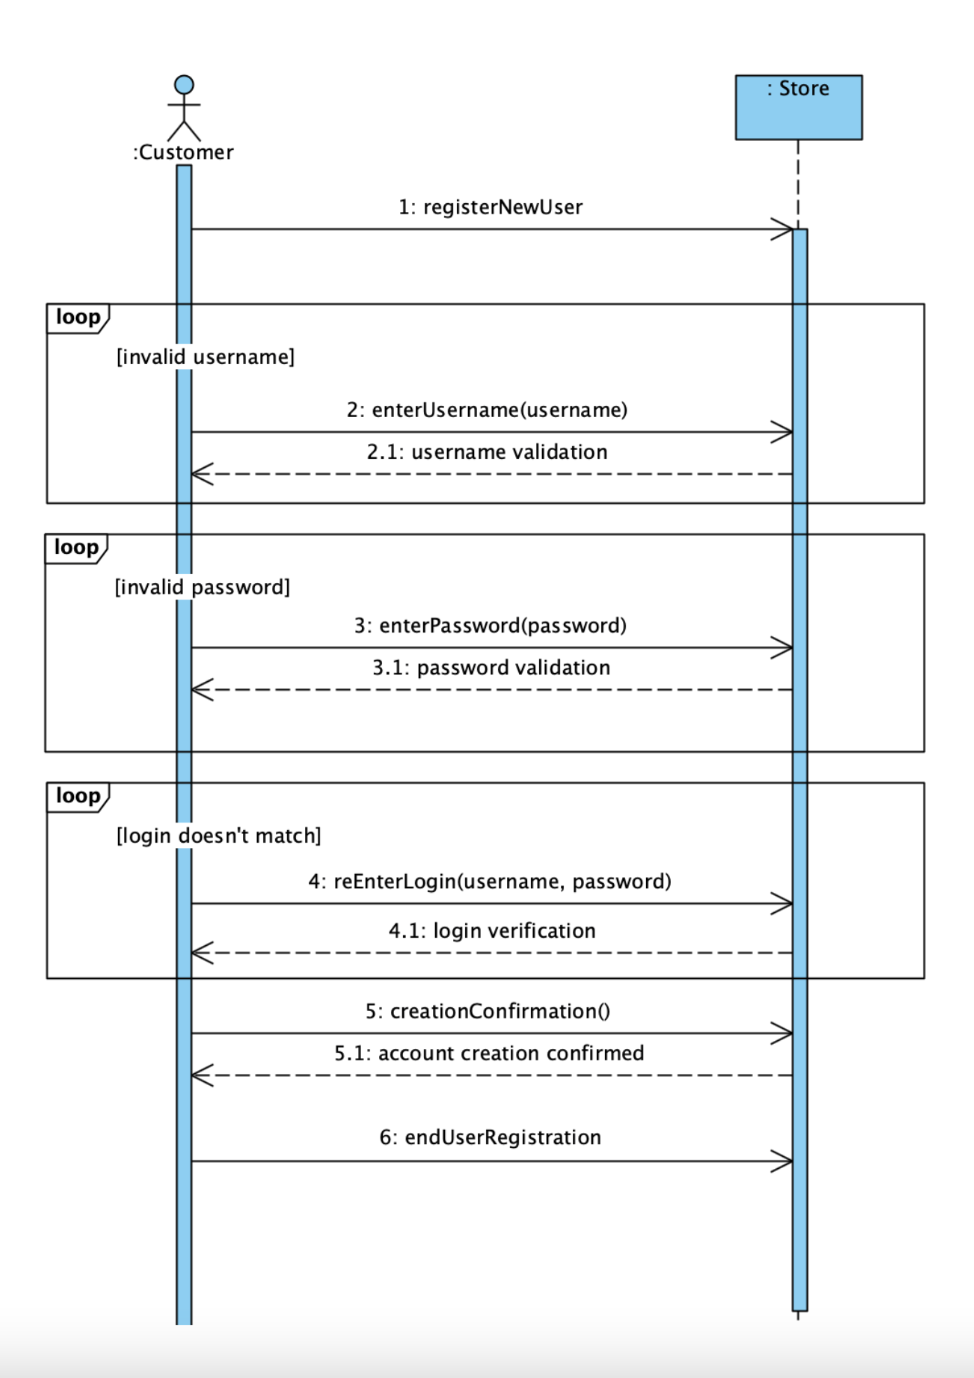 : Store
:Customer
1: registerNewUser
loop
[invalid username]
2: enterUsername(username)
2.1: username validation
loop
[invalid password]
3: enterPassword(password)
3.1: password validation
loop
[login doesn't match]
4: reEnterLogin(username, password)
4.1: login verification
5: creationConfirmation()
5.1: account creation confirmed
6: endUserRegistration